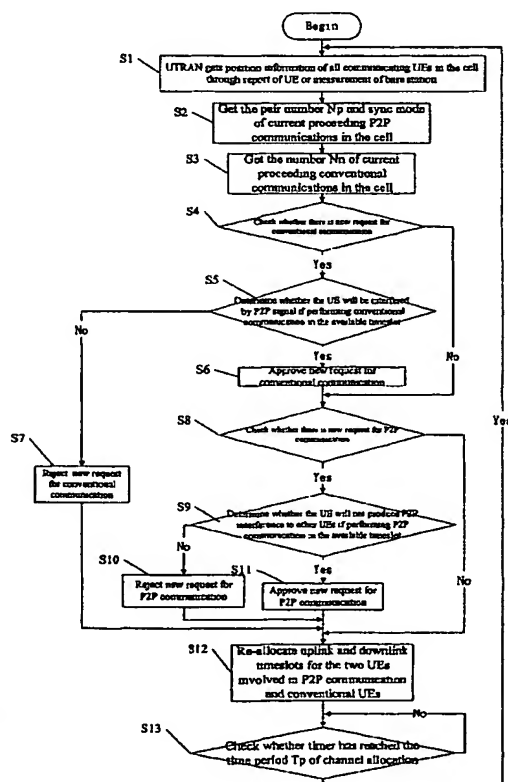 Begin
S1
UTRAN gets position information of all communicating UEs in the cell
through report of UE or measurement of base station
S2
Get the pair number Np and sync mode
of current proceeding P2P
communications in the cell
S3
Get the number Nn of current
proceeding conventional
communications in the cell
S4
Check whether there is new request for
conventional communication
Yes
S5
Determine whether the UE will be interfered
by P2P signal if performing conventional
communication in the available timeslot
No
Yes
No
Yes
S6
Approve new request for
conventional communication
S8
Check whether there is new request for P2P
communication
S7
Reject new request
for conventional
communication
Yes
S9
Determine whether the UE will not produce P2P
interference to other UEs if performing P2P
communication in the available timeslot
No
Yes
No
S10
S11
Reject new request for
P2P communication
Approve new request for
P2P communication
S12
Re-allocate uplink and downlink
timeslots for the two UEs
involved in P2P communication
and conventional UEs
No
S13
Check whether timer has reached the
time period Tp of channel allocation